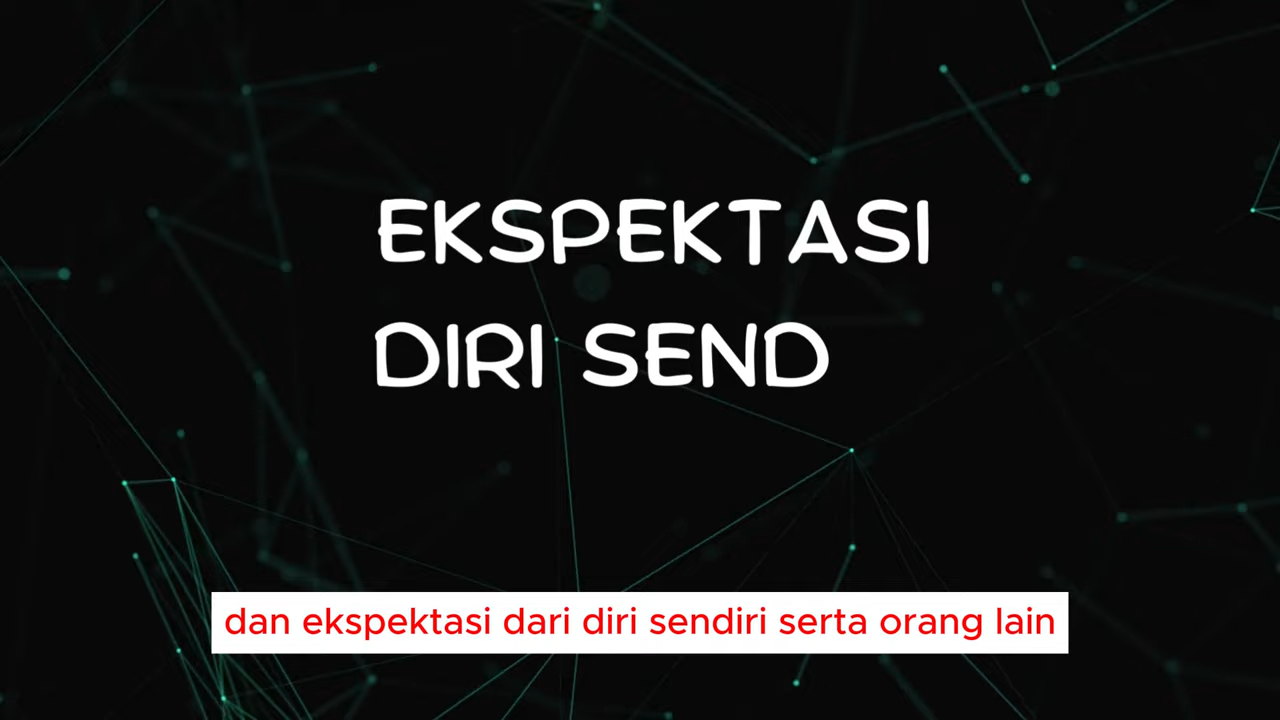 EKSPEKTASI
DIRI SEND
dan ekspektasi dari diri sendiri serta orang lain